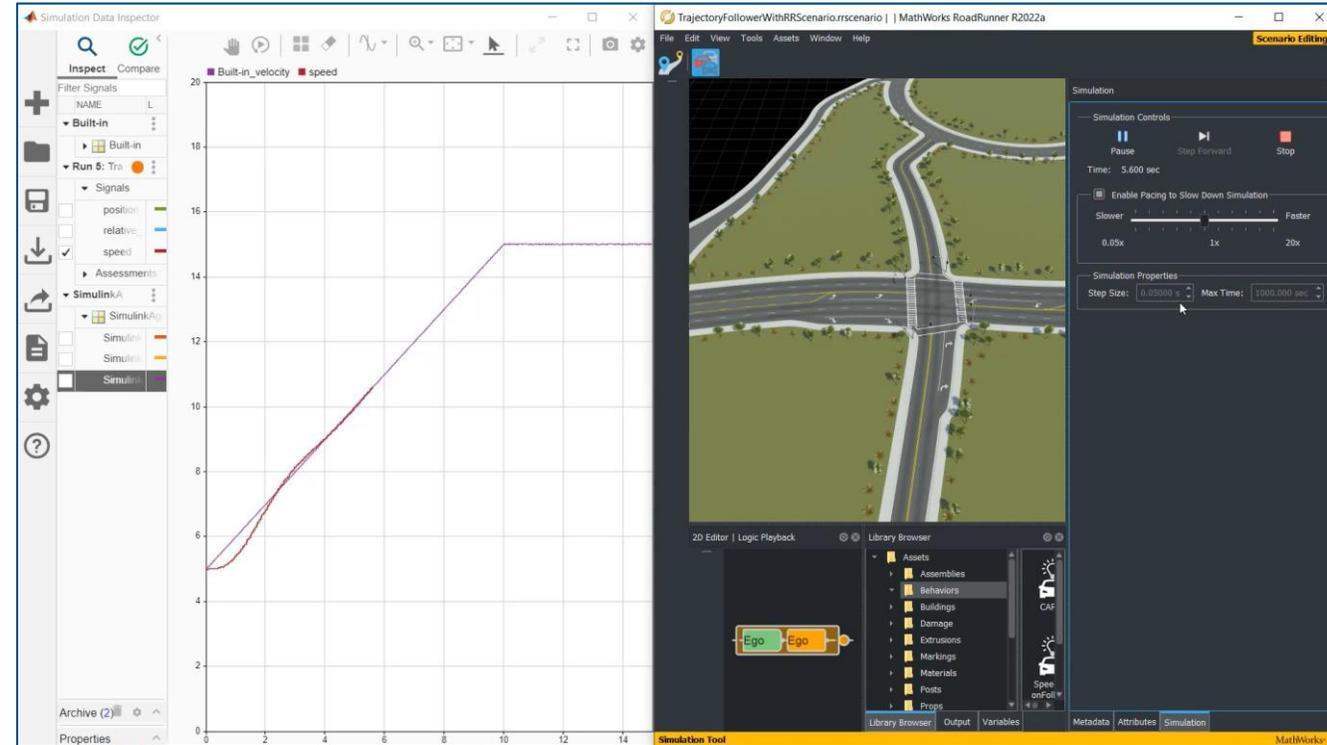 Simulation Data Inspector
Inspect Compare
Filter Signals
NAME L
Built-in
Built-in
Run 5: Tra
Signals
position
relative_
speed
Assessments
SimulinkA
SimulinkAg
Simulink
Simulink
Simulink
Archive (2)
Properties
Built-in_velocity speed
20
18
16
14
12
10
8
6
4
2
0
0 2 4 6 8 10 12 14
TrajectoryFollowerWithRRScenario.rrscenario | | MathWorks RoadRunner R2022a
File Edit View Tools Assets Window Help
Scenario Editing
Simulation
Simulation Controls
Pause Step Forward Stop
Time: 5.600 sec
Enable Pacing to Slow Down Simulation
Slower Faster
0.05x 1x 20x
Simulation Properties
Step Size: 0.05000 s Max Time: 1000.000 sec
2D Editor | Logic Playback
Ego Ego
Library Browser
Assets
Assemblies
Behaviors
Buildings
Damage
Extrusions
Markings
Materials
Posts
Props
Spee
onFoll
Library Browser Output Variables
Metadata Attributes Simulation
Simulation Tool
MathWorks